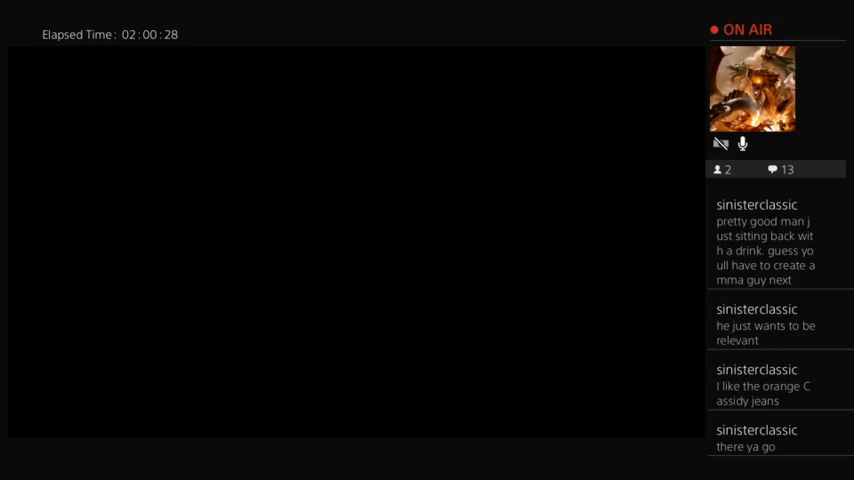 Elapsed Time: 02:00:28
ON AIR
2
13
sinisterclassic
pretty good man j
ust sitting back wit
h a drink. guess yo
ull have to create a
mma guy next
sinisterclassic
he just wants to be
relevant
sinisterclassic
I like the orange C
assidy jeans
sinisterclassic
there ya go